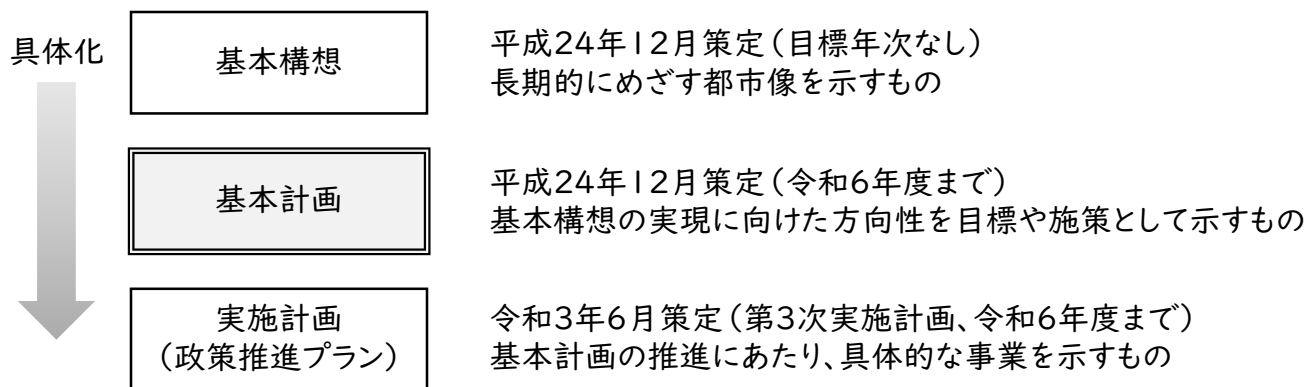 具体化
基本構想
平成24年12月策定（目標年次なし）
長期的にめざす都市像を示すもの
基本計画
平成24年12月策定（令和6年度まで）
基本構想の実現に向けた方向性を目標や施策として示すもの
実施計画
（政策推進プラン）
令和3年6月策定（第3次実施計画、令和6年度まで）
基本計画の推進にあたり、具体的な事業を示すもの